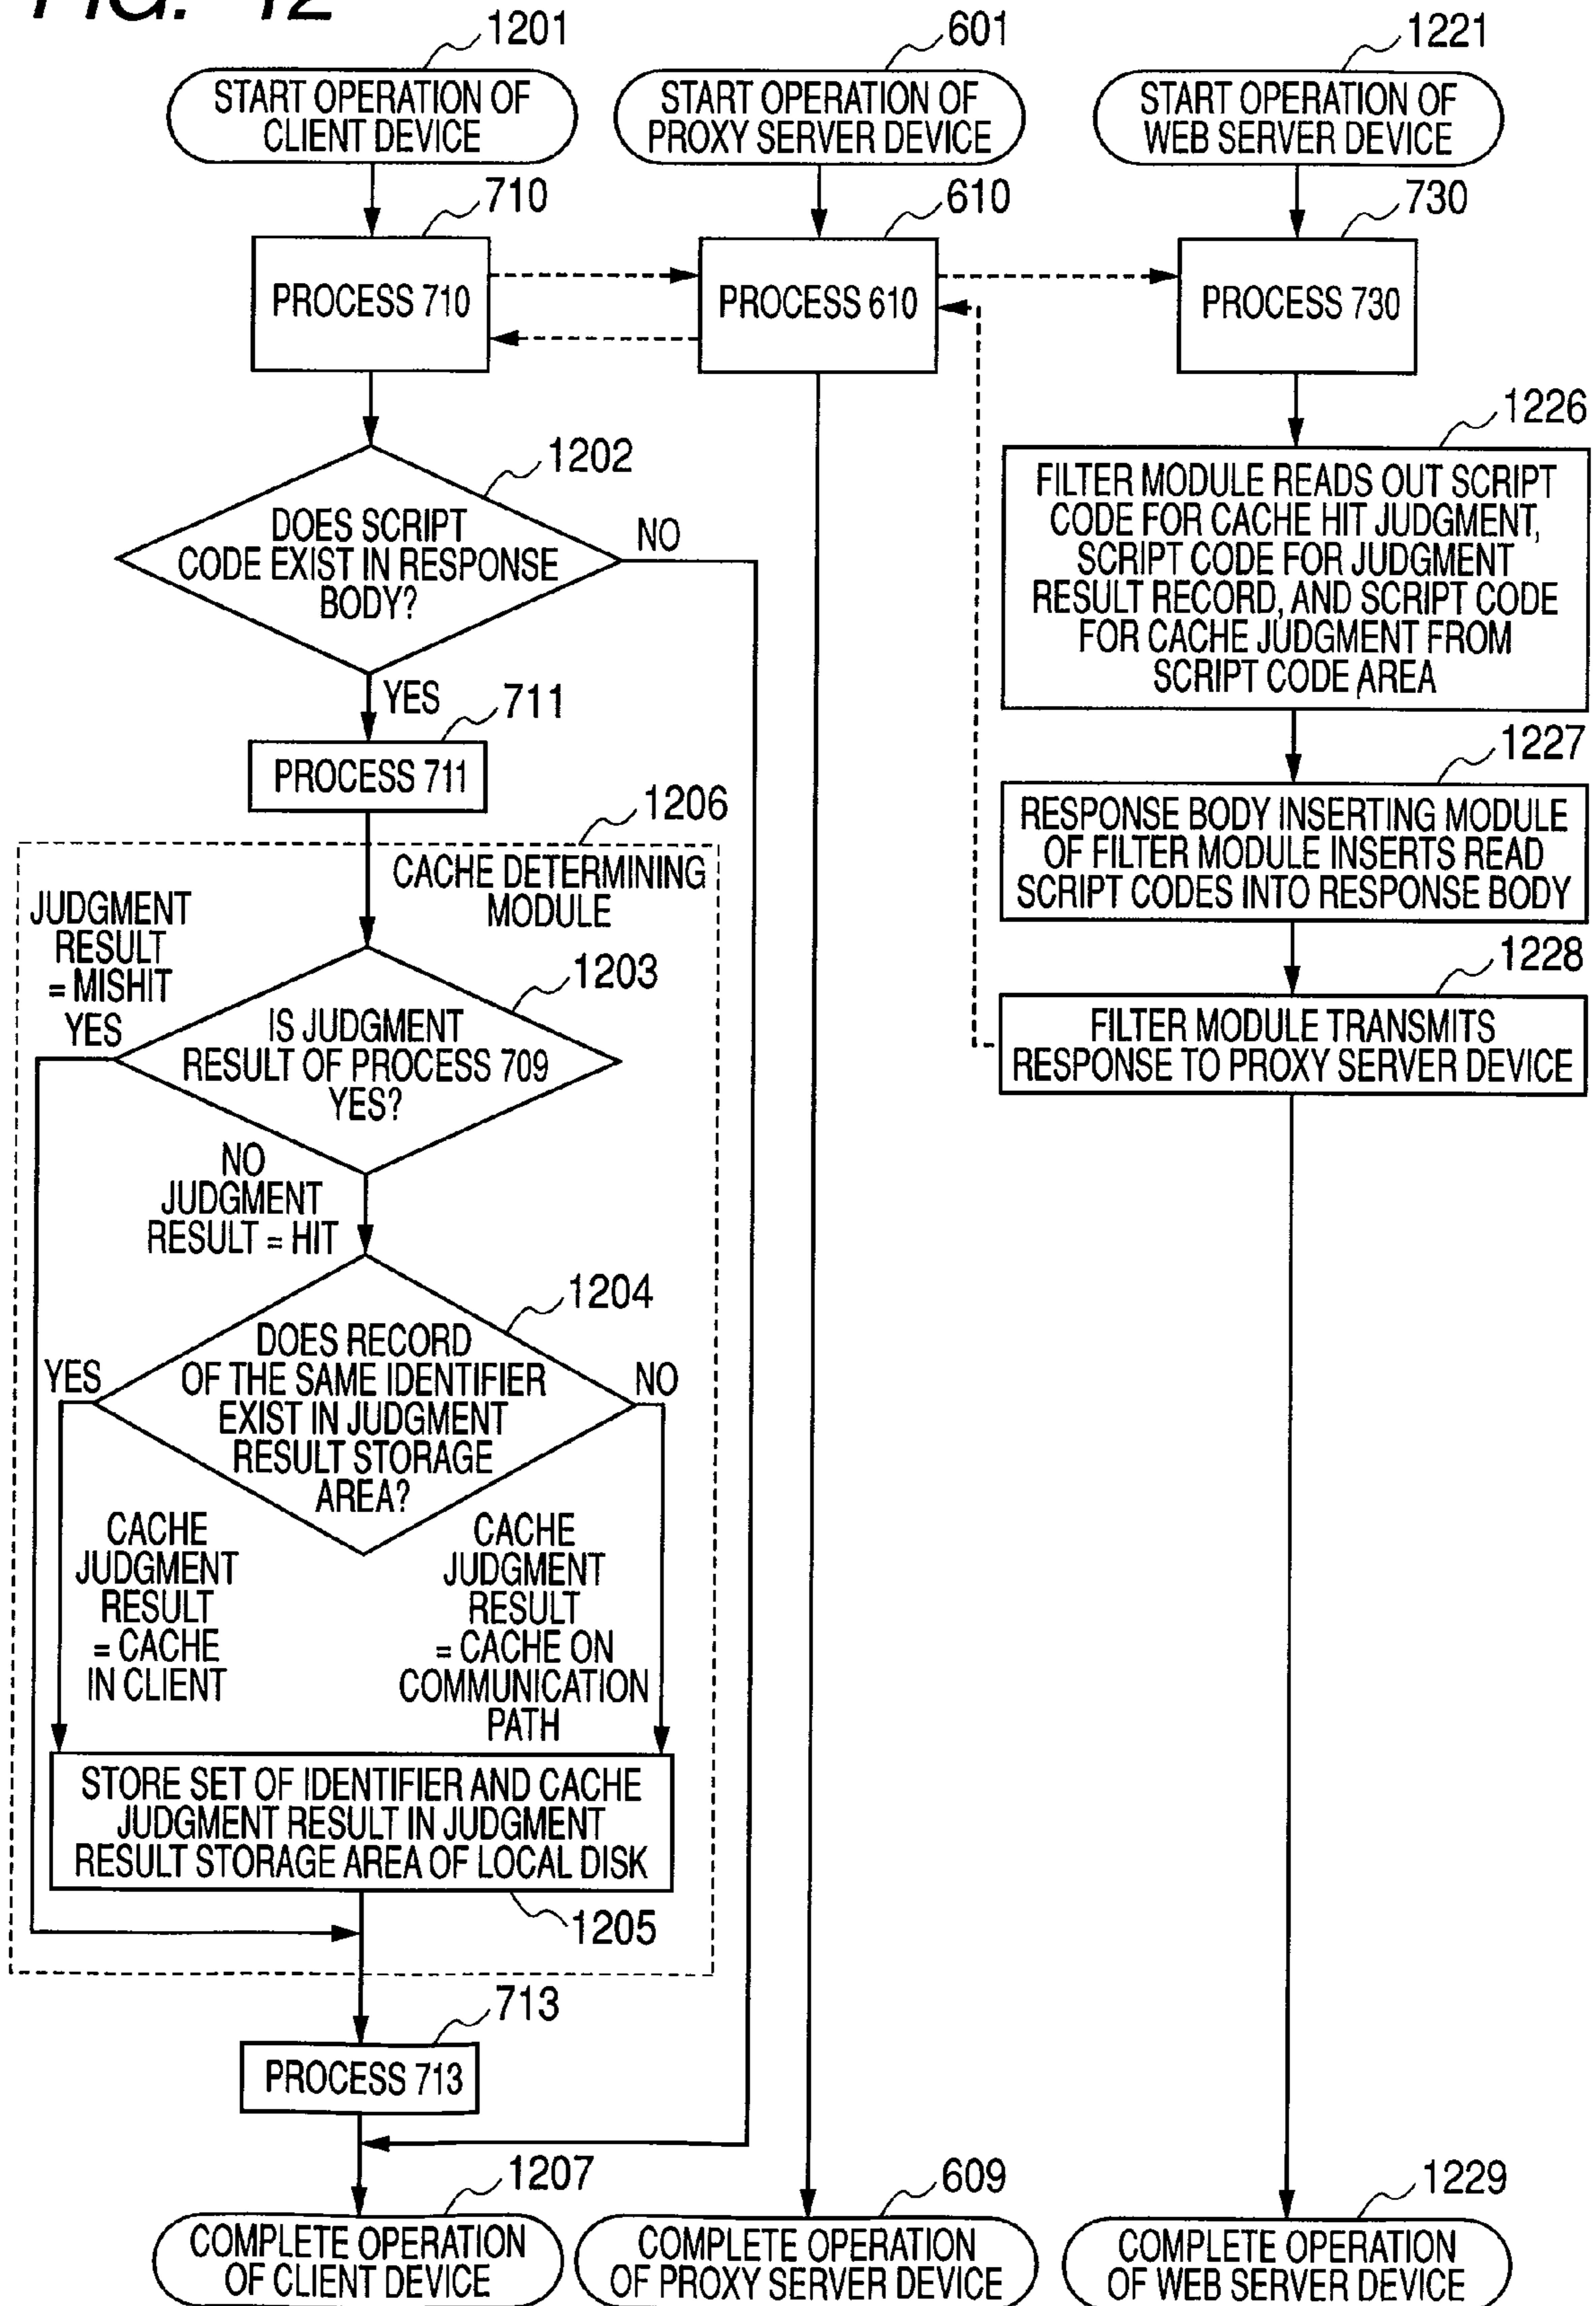 FIG. 12
1201
START OPERATION OF
CLIENT DEVICE
601
START OPERATION OF
PROXY SERVER DEVICE
1221
START OPERATION OF
WEB SERVER DEVICE
710
PROCESS 710
610
PROCESS 610
730
PROCESS 730
1202
DOES SCRIPT
CODE EXIST IN RESPONSE
BODY?
NO
YES
711
PROCESS 711
1226
FILTER MODULE READS OUT SCRIPT
CODE FOR CACHE HIT JUDGMENT,
SCRIPT CODE FOR JUDGMENT
RESULT RECORD, AND SCRIPT CODE
FOR CACHE JUDGMENT FROM
SCRIPT CODE AREA
1227
RESPONSE BODY INSERTING MODULE
OF FILTER MODULE INSERTS READ
SCRIPT CODES INTO RESPONSE BODY
1228
FILTER MODULE TRANSMITS
RESPONSE TO PROXY SERVER DEVICE
1206
CACHE DETERMINING
MODULE
JUDGMENT
RESULT
= MISHIT
YES
1203
IS JUDGMENT
RESULT OF PROCESS 709
YES?
NO
JUDGMENT
RESULT = HIT
1204
DOES RECORD
OF THE SAME IDENTIFIER
EXIST IN JUDGMENT
RESULT STORAGE
AREA?
YES
NO
CACHE
JUDGMENT
RESULT
= CACHE
IN CLIENT
CACHE
JUDGMENT
RESULT
= CACHE ON
COMMUNICATION
PATH
STORE SET OF IDENTIFIER AND CACHE
JUDGMENT RESULT IN JUDGMENT
RESULT STORAGE AREA OF LOCAL DISK
1205
713
PROCESS 713
1207
COMPLETE OPERATION
OF CLIENT DEVICE
609
COMPLETE OPERATION
OF PROXY SERVER DEVICE
1229
COMPLETE OPERATION
OF WEB SERVER DEVICE